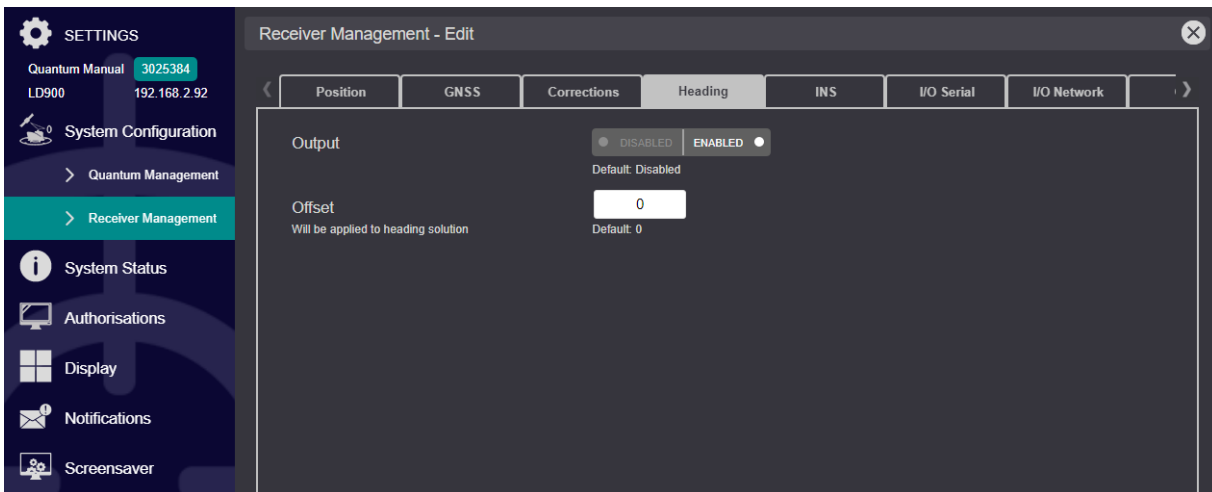 SETTINGS
Quantum Manual 3025384
LD900 192.168.2.92
System Configuration
Quantum Management
Receiver Management
System Status
Authorisations
Display
Notifications
Screensaver
Receiver Management - Edit
Position GNSS Corrections Heading INS I/O Serial I/O Network
Output DISABLED ENABLED
Default: Disabled
Offset 0
Will be applied to heading solution Default: 0